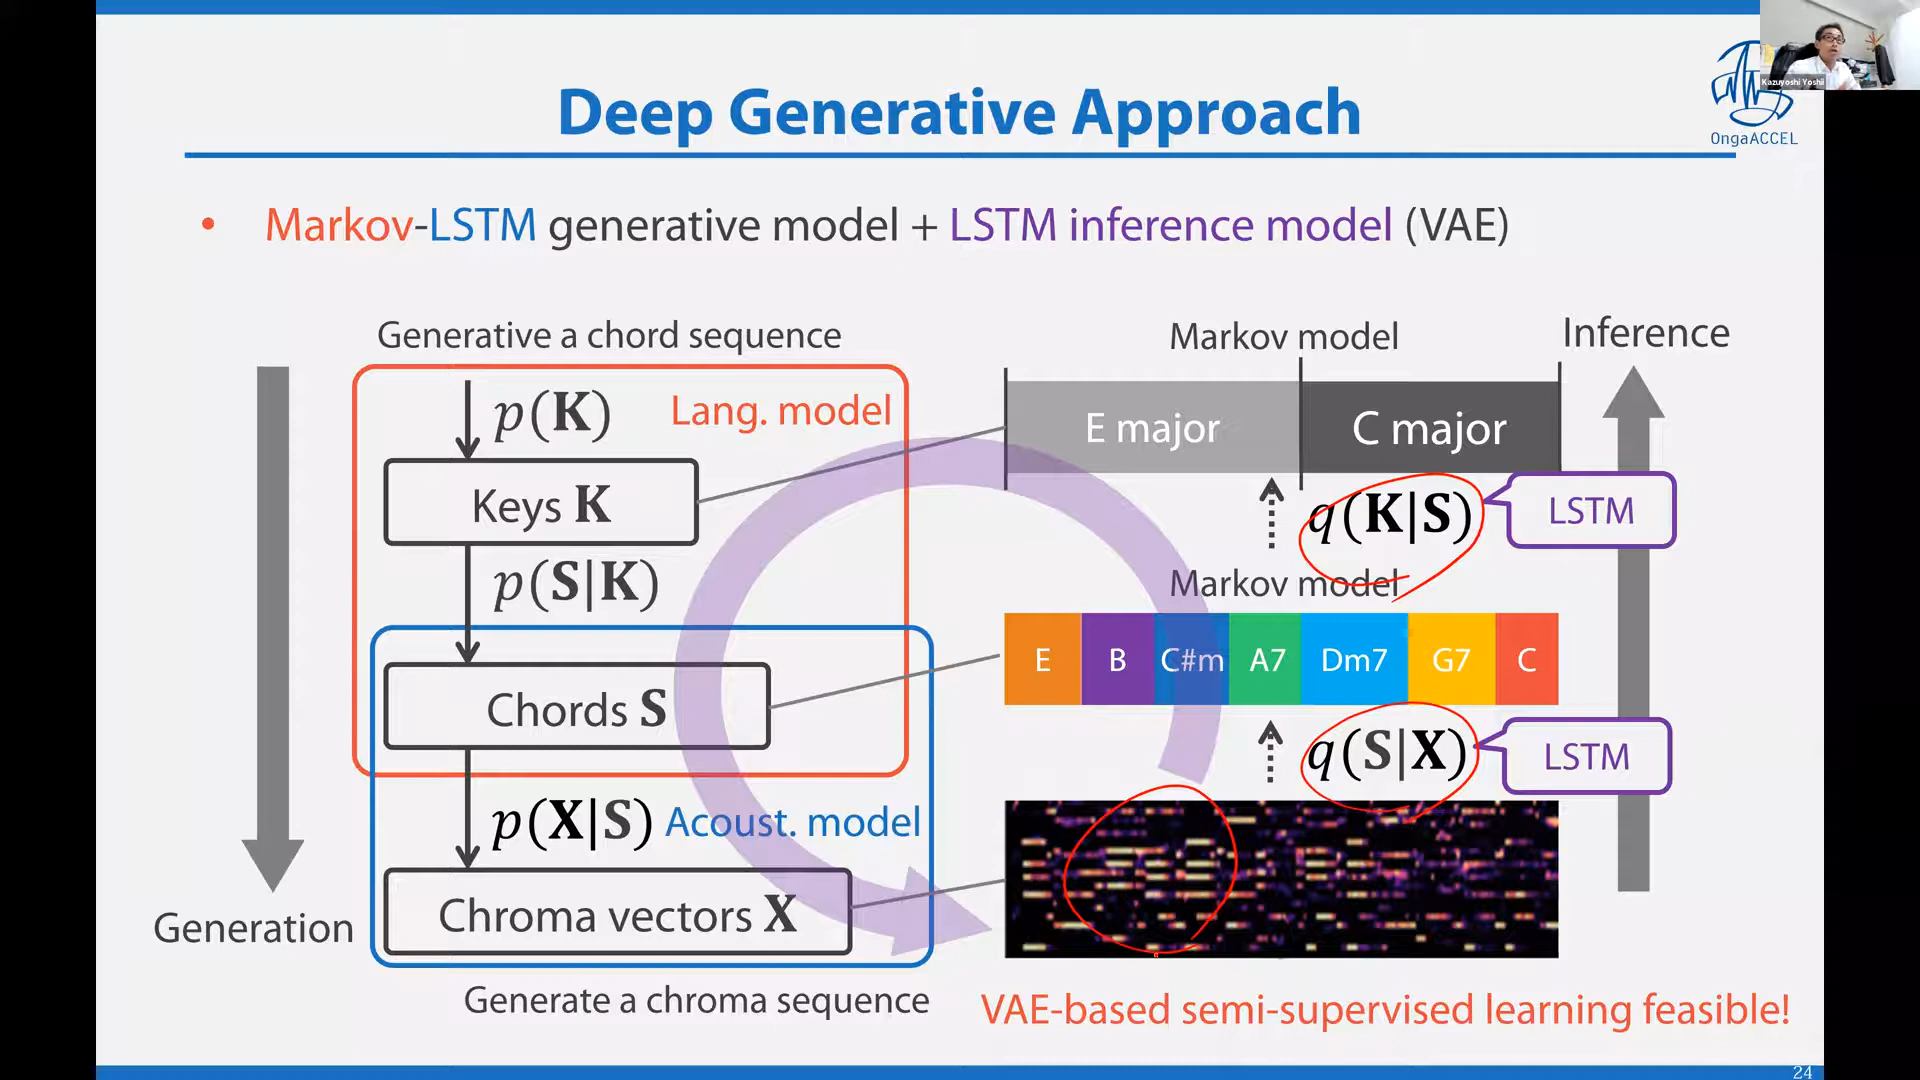 Deep Generative Approach
Kazuyoshi Yoshii
OngaACCEL
• Markov-LSTM generative model + LSTM inference model (VAE)
Generative a chord sequence
p(K)
Lang. model
Keys K
p(S|K)
Chords S
p(X|S)
Acoust. model
Chroma vectors X
Generation
Generate a chroma sequence
Markov model
Inference
E major
C major
q(K|S)
LSTM
Markov model
E B C#m A7 Dm7 G7 C
q(S|X)
LSTM
VAE-based semi-supervised learning feasible!
24